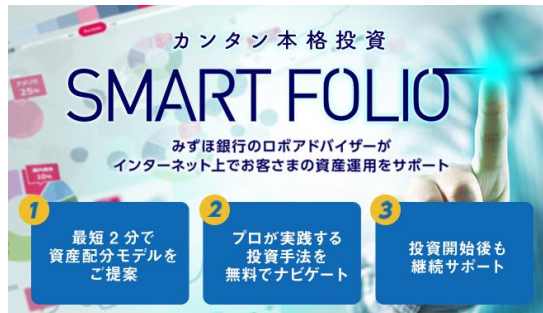 カンタン本格投資
SMART FOLIO
みずほ銀行のロボアドバイザーが
インターネット上でお客さまの資産運用をサポート
1
最短2分で
資産配分モデルを
ご提案
2
プロが実践する
投資手法を
無料でナビゲート
3
投資開始後も
継続サポート
アメリカ
25%